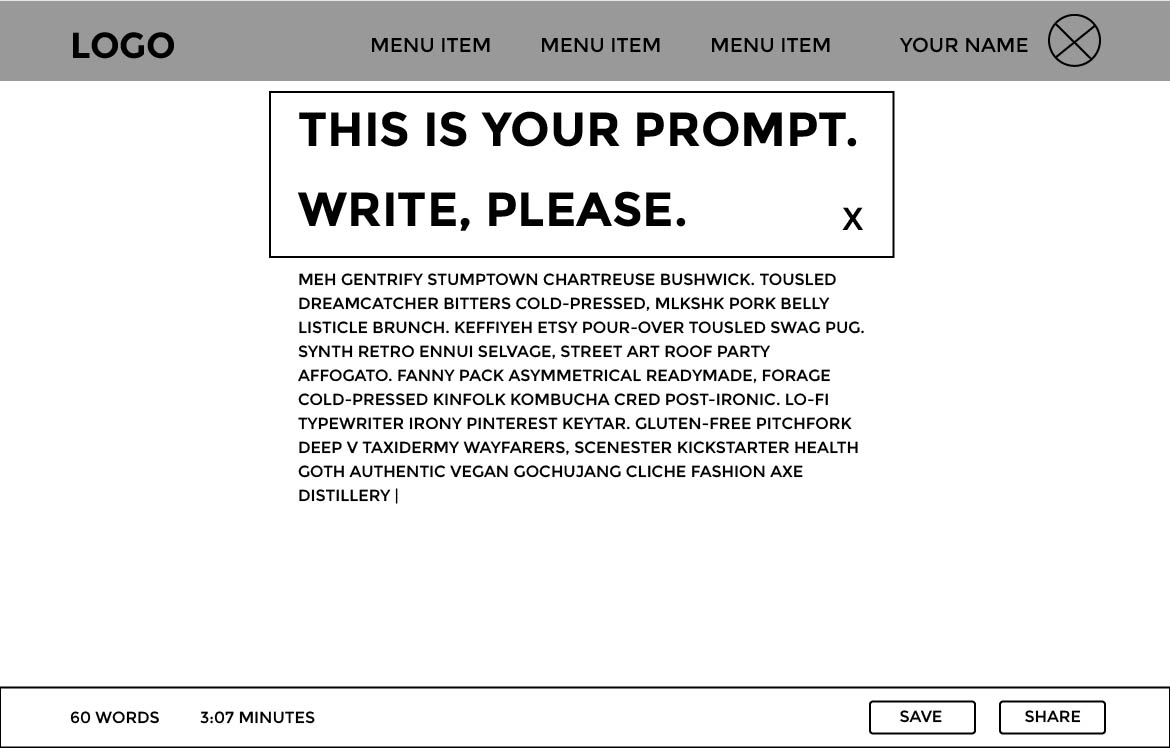 LOGO MENU ITEM MENU ITEM MENU ITEM YOUR NAME
THIS IS YOUR PROMPT.
WRITE, PLEASE.
X
MEH GENTRIFY STUMPTOWN CHARTREUSE BUSHWICK. TOUSLED
DREAMCATCHER BITTERS COLD-PRESSED, MLKSHK PORK BELLY
LISTICLE BRUNCH. KEFFIYEH ETSY POUR-OVER TOUSLED SWAG PUG.
SYNTH RETRO ENNUI SELVAGE, STREET ART ROOF PARTY
AFFOGATO. FANNY PACK ASYMMETRICAL READYMADE, FORAGE
COLD-PRESSED KINFOLK KOMBUCHA CRED POST-IRONIC. LO-FI
TYPEWRITER IRONY PINTEREST KEYTAR. GLUTEN-FREE PITCHFORK
DEEP V TAXIDERMY WAYFARERS, SCENESTER KICKSTARTER HEALTH
GOTH AUTHENTIC VEGAN GOCHUJANG CLICHE FASHION AXE
DISTILLERY |
60 WORDS 3:07 MINUTES SAVE SHARE